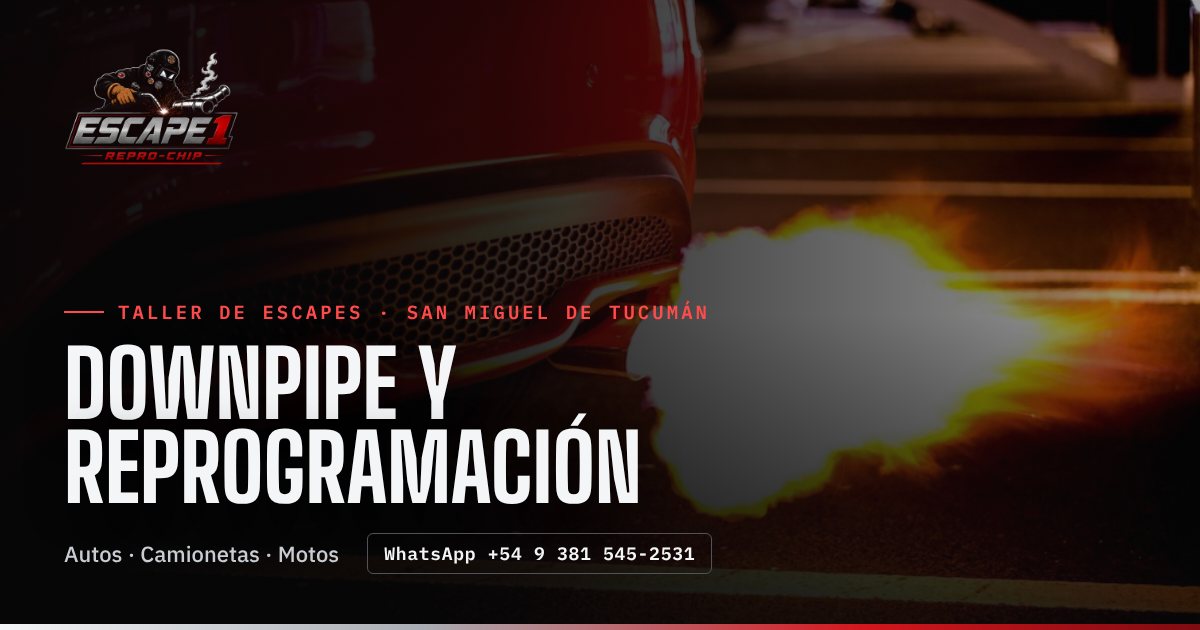 ESCAPE1
REPRO-CHIP
TALLER DE ESCAPES · SAN MIGUEL DE TUCUMÁN
DOWNPIPE Y
REPROGRAMACIÓN
Autos · Camionetas · Motos
WhatsApp +54 9 381 545-2531